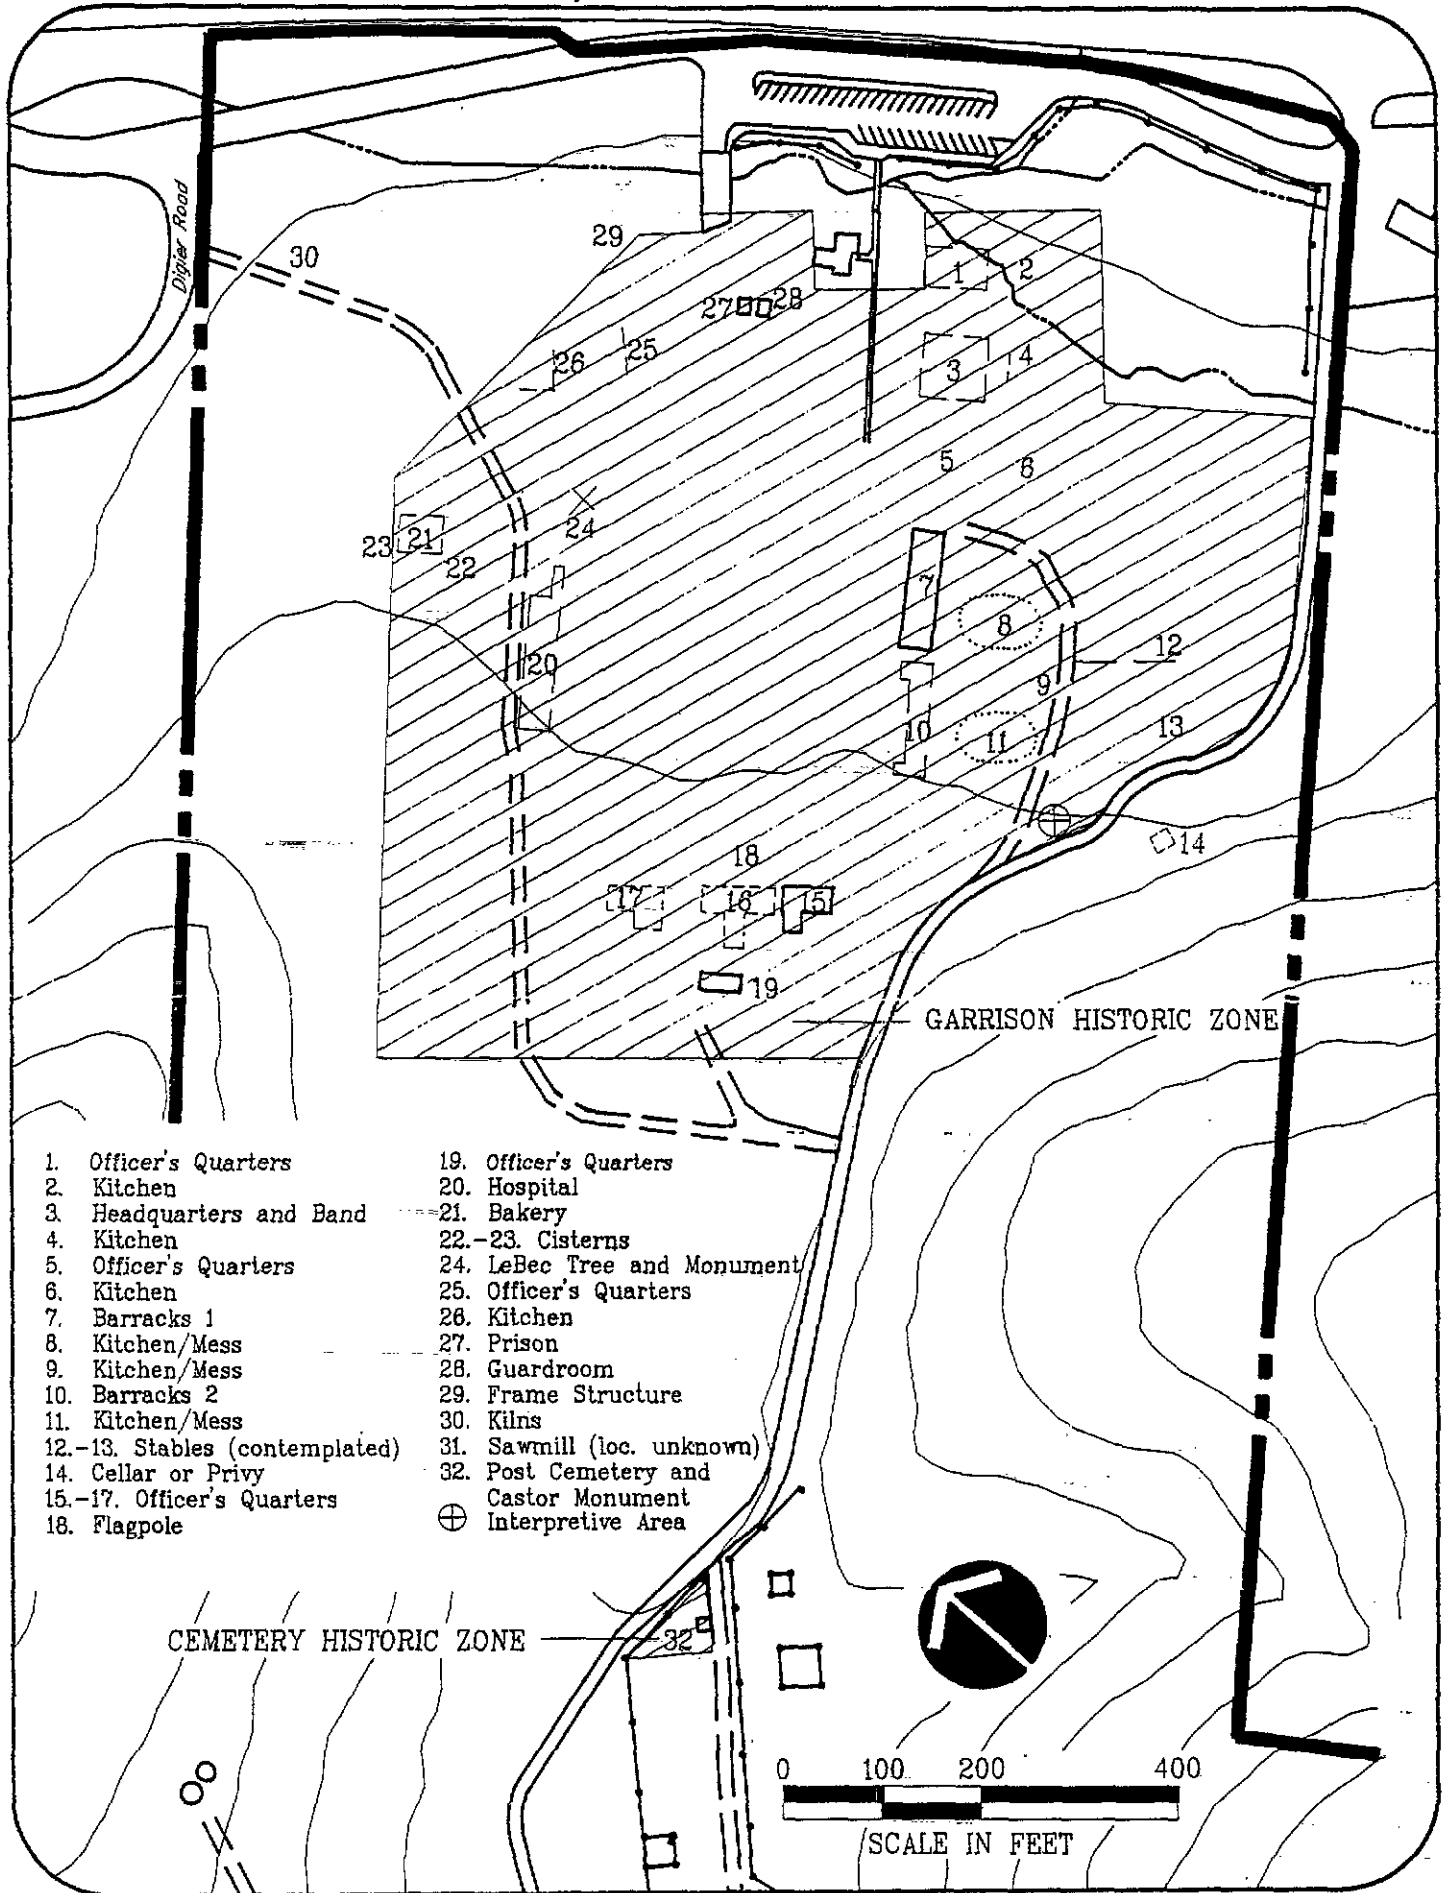 Digier Road
30
29
1
2
27
28
26
25
3
4
5
6
24
23
21
22
7
8
12
20
9
10
11
13
18
14
17
16
15
19
GARRISON HISTORIC ZONE
1. Officer's Quarters
2. Kitchen
3. Headquarters and Band
4. Kitchen
5. Officer's Quarters
6. Kitchen
7. Barracks 1
8. Kitchen/Mess
9. Kitchen/Mess
10. Barracks 2
11. Kitchen/Mess
12.-13. Stables (contemplated)
14. Cellar or Privy
15.-17. Officer's Quarters
18. Flagpole
19. Officer's Quarters
20. Hospital
21. Bakery
22.-23. Cisterns
24. LeBec Tree and Monument
25. Officer's Quarters
26. Kitchen
27. Prison
28. Guardroom
29. Frame Structure
30. Kilns
31. Sawmill (loc. unknown)
32. Post Cemetery and
Castor Monument
Interpretive Area
CEMETERY HISTORIC ZONE
32
0 100 200 400
SCALE IN FEET